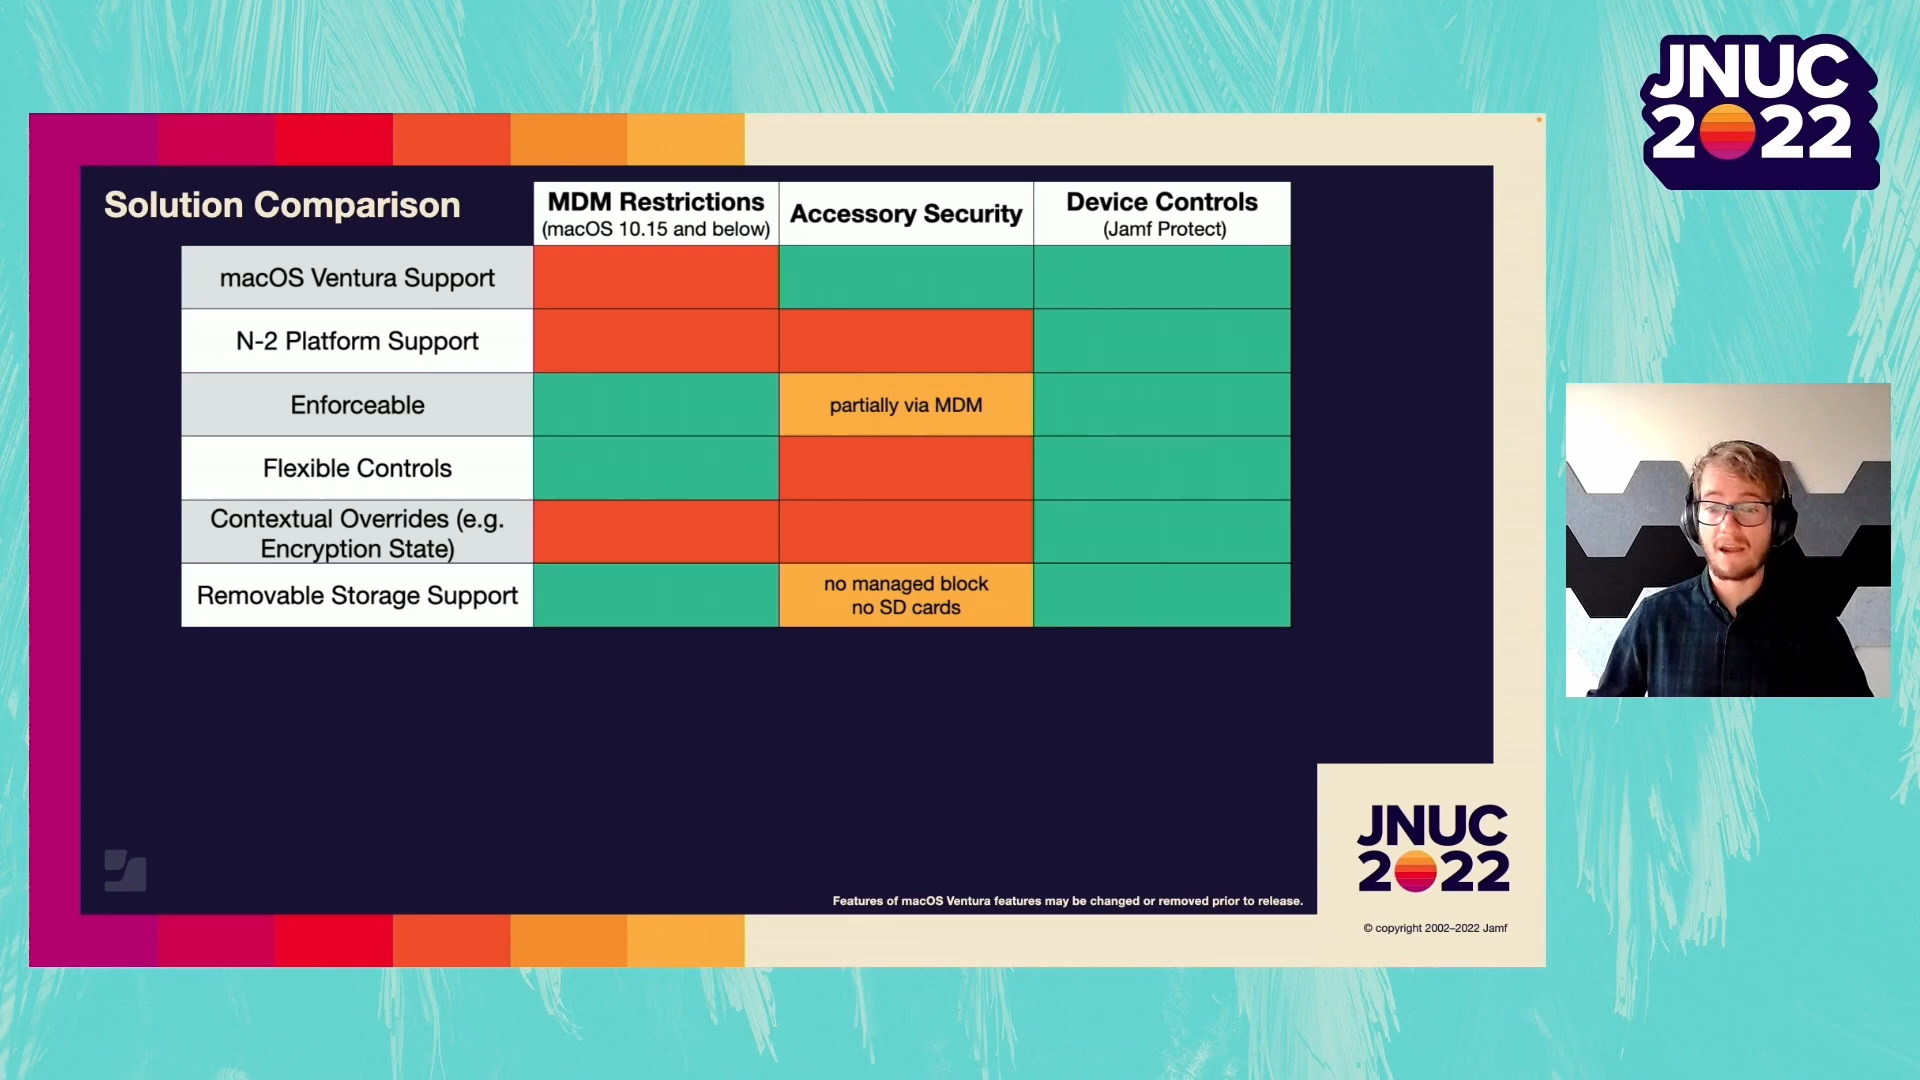 JNUC
2022
Solution Comparison
MDM Restrictions
(macOS 10.15 and below)
Accessory Security
Device Controls
(Jamf Protect)
macOS Ventura Support
N-2 Platform Support
Enforceable
partially via MDM
Flexible Controls
Contextual Overrides (e.g.
Encryption State)
Removable Storage Support
no managed block
no SD cards
Features of macOS Ventura features may be changed or removed prior to release.
JNUC
2022
© copyright 2002–2022 Jamf